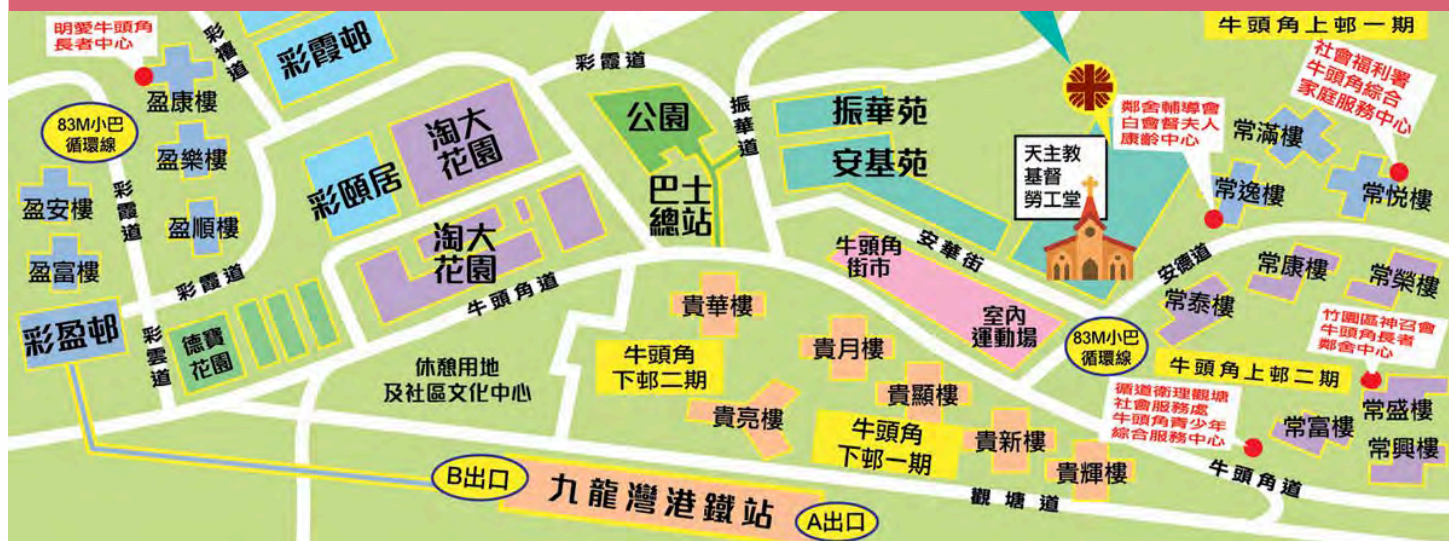 明愛牛頭角
長者中心
彩禧道
彩霞邨
彩霞道
牛頭角上邨一期
社會福利署
牛頭角綜合
家庭服務中心
盈康樓
83M小巴
循環線
淘大
花園
公園
振華道
振華苑
鄰舍輔導會
白會督夫人
康齡中心
常滿樓
盈樂樓
彩頤居
安基苑
天主教
基督
勞工堂
常逸樓
常悅樓
盈安樓
彩霞道
盈順樓
巴士
總站
淘大
花園
牛頭角
街市
安華街
安德道
常康樓
常榮樓
盈富樓
彩霞道
牛頭角道
貴華樓
常泰樓
彩盈邨
彩雲道
德寶
花園
室內
運動場
83M小巴
循環線
竹園區神召會
牛頭角長者
鄰舍中心
休憩用地
及社區文化中心
牛頭角
下邨二期
貴月樓
牛頭角上邨二期
貴顯樓
循道衛理觀塘
社會服務處
牛頭角青少年
綜合服務中心
常盛樓
貴亮樓
牛頭角
下邨一期
貴新樓
常富樓
常興樓
B出口
九龍灣港鐵站
A出口
貴輝樓
觀塘道
牛頭角道